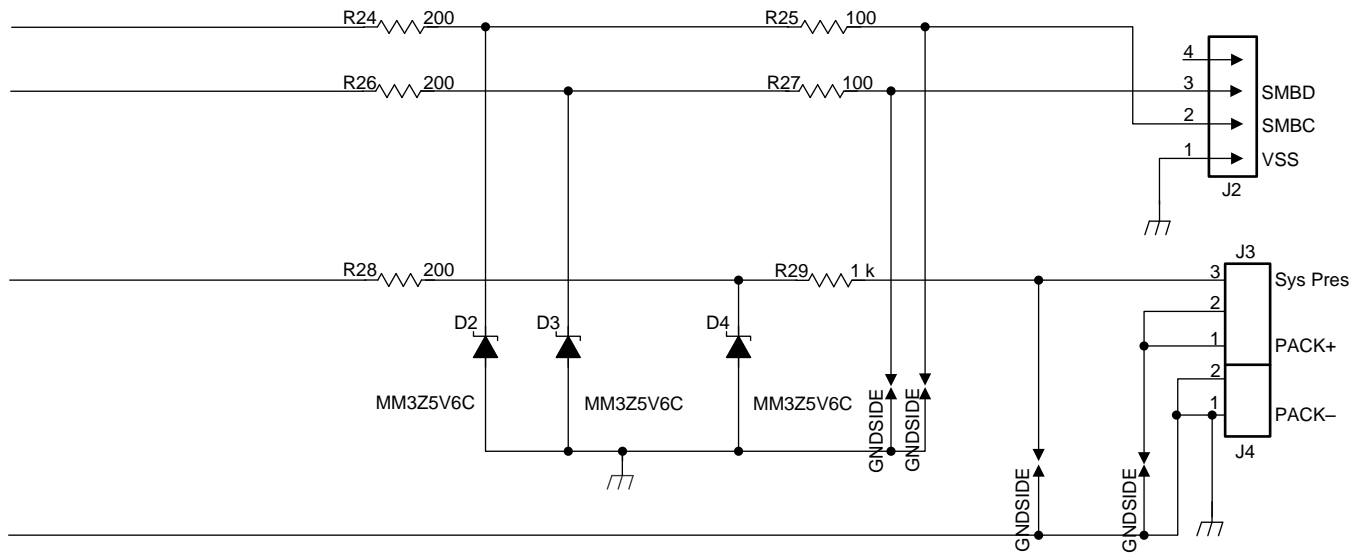 R24 200 R25 100
4
R26 200 R27 100 3 SMBD
2 SMBC
1 VSS
J2
J3
R28 200 R29 1 k 3 Sys Pres
2
D2 D3 D4 1 PACK+
2
MM3Z5V6C MM3Z5V6C MM3Z5V6C
1 PACK–
GNDSIDE GNDSIDE
J4
GNDSIDE GNDSIDE